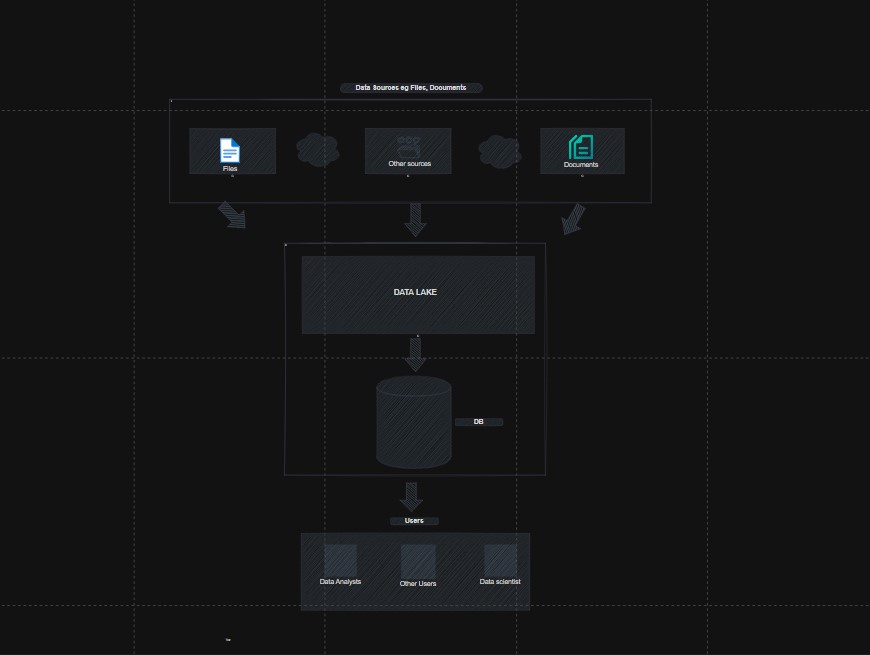 Data Sources eg Files, Documents
Files
Other sources
Documents
DATA LAKE
DB
Users
Data Analysts
Other Users
Data scientist